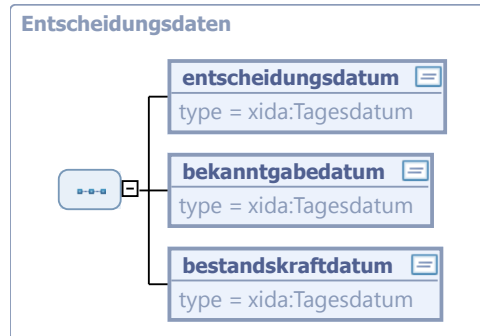 Entscheidungsdaten
entscheidungsdatum
type = xida:Tagesdatum
bekanntgabedatum
type = xida:Tagesdatum
bestandskraftdatum
type = xida:Tagesdatum